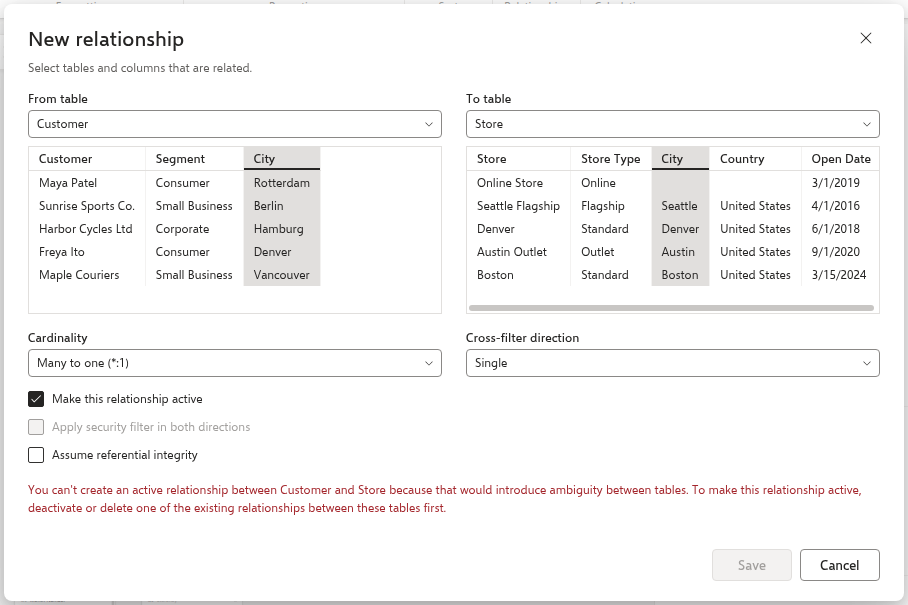 New relationship
Select tables and columns that are related.
From table
Customer
Customer Segment City
Maya Patel Consumer Rotterdam
Sunrise Sports Co. Small Business Berlin
Harbor Cycles Ltd Corporate Hamburg
Freya Ito Consumer Denver
Maple Couriers Small Business Vancouver
To table
Store
Store Store Type City Country Open Date
Online Store Online 3/1/2019
Seattle Flagship Flagship Seattle United States 4/1/2016
Denver Standard Denver United States 6/1/2018
Austin Outlet Outlet Austin United States 9/1/2020
Boston Standard Boston United States 3/15/2024
Cardinality
Many to one (*:1)
Cross-filter direction
Single
Make this relationship active
Apply security filter in both directions
Assume referential integrity
You can't create an active relationship between Customer and Store because that would introduce ambiguity between tables. To make this relationship active,
deactivate or delete one of the existing relationships between these tables first.
Save
Cancel